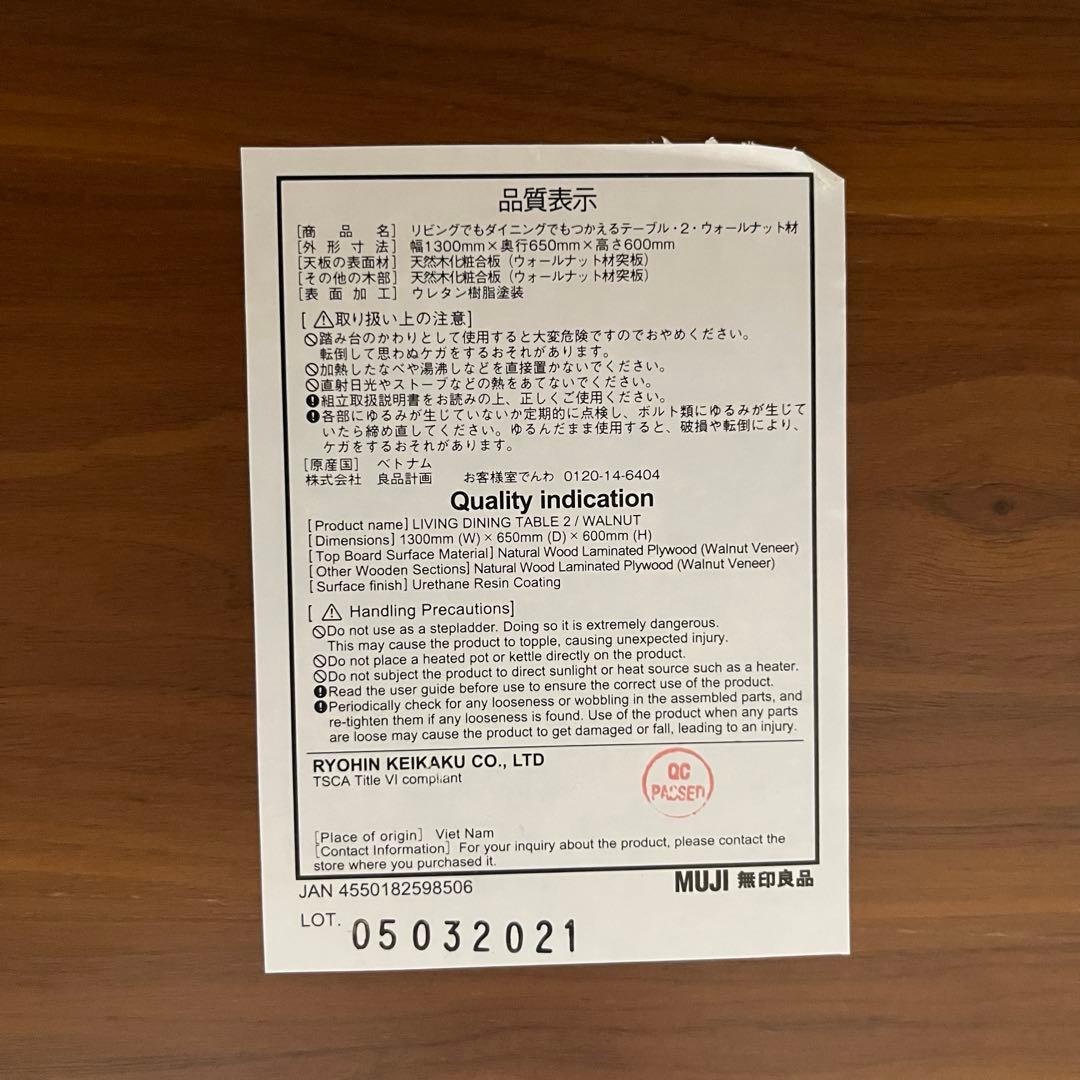 品質表示
[商品名] リビングでもダイニングでもつかえるテーブル・2・ウォールナット材
[外形寸法] 幅1300mm×奥行650mm×高さ600mm
[天板の表面材] 天然木化粧合板（ウォールナット材突板）
[その他の木部] 天然木化粧合板（ウォールナット材突板）
[表面加工] ウレタン樹脂塗装
[⚠取り扱い上の注意]
🚫踏み台のかわりとして使用すると大変危険ですのでおやめください。
転倒して思わぬケガをするおそれがあります。
🚫加熱したなべや湯沸しなどを直接置かないでください。
🚫直射日光やストーブなどの熱をあてないでください。
❗組立取扱説明書をお読みの上、正しくご使用ください。
❗各部にゆるみが生じていないか定期的に点検し、ボルト類にゆるみが生じて
いたら締め直してください。ゆるんだまま使用すると、破損や転倒により、
ケガをするおそれがあります。
[原産国] ベトナム
株式会社 良品計画 お客様室でんわ 0120-14-6404
Quality indication
[Product name] LIVING DINING TABLE 2 / WALNUT
[Dimensions] 1300mm (W) × 650mm (D) × 600mm (H)
[Top Board Surface Material] Natural Wood Laminated Plywood (Walnut Veneer)
[Other Wooden Sections] Natural Wood Laminated Plywood (Walnut Veneer)
[Surface finish] Urethane Resin Coating
[⚠ Handling Precautions]
🚫Do not use as a stepladder. Doing so it is extremely dangerous.
This may cause the product to topple, causing unexpected injury.
🚫Do not place a heated pot or kettle directly on the product.
🚫Do not subject the product to direct sunlight or heat source such as a heater.
❗Read the user guide before use to ensure the correct use of the product.
❗Periodically check for any looseness or wobbling in the assembled parts, and
re-tighten them if any looseness is found. Use of the product when any parts
are loose may cause the product to get damaged or fall, leading to an injury.
RYOHIN KEIKAKU CO., LTD
TSCA Title VI compliant
QC
PASSED
[Place of origin] Viet Nam
[Contact Information] For your inquiry about the product, please contact the
store where you purchased it.
JAN 4550182598506
MUJI 無印良品
LOT. 05032021